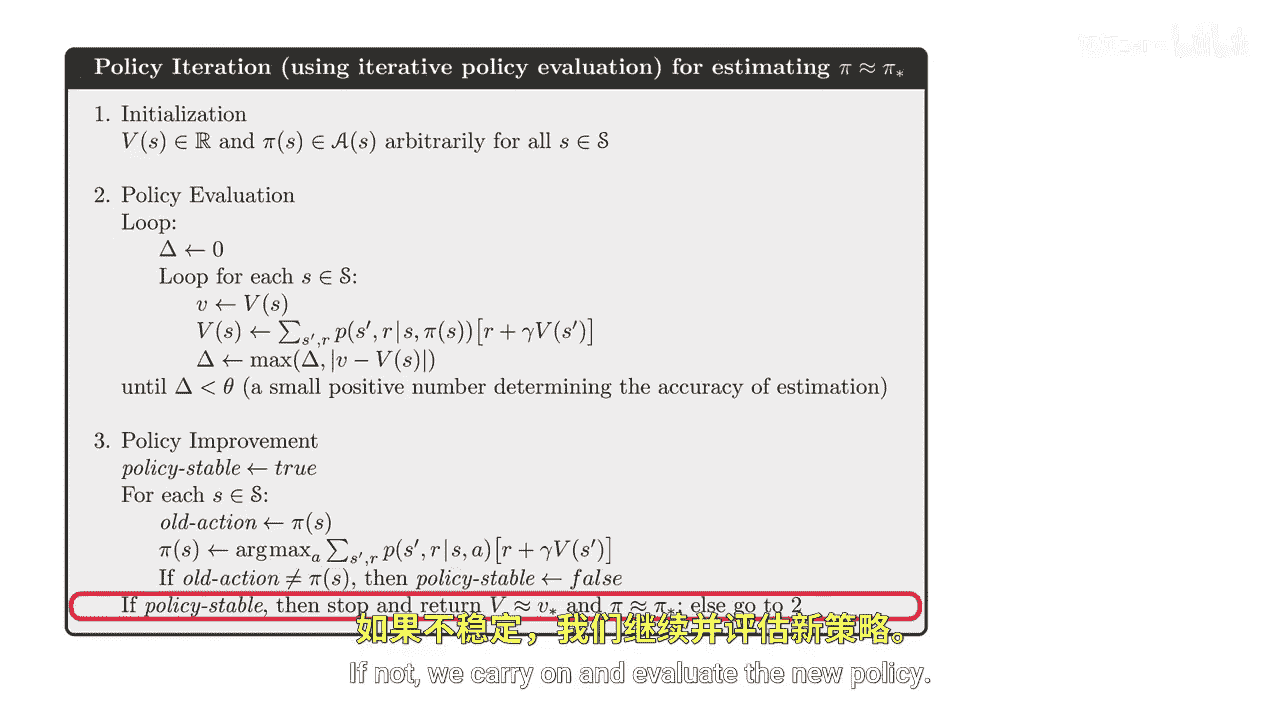 Policy Iteration (using iterative policy evaluation) for estimating π ≈ π∗
1. Initialization
V(s) ∈ ℝ and π(s) ∈ 𝒜(s) arbitrarily for all s ∈ 𝒮
2. Policy Evaluation
Loop:
Δ ← 0
Loop for each s ∈ 𝒮:
v ← V(s)
V(s) ← ∑s′,r p(s′, r|s, π(s))[r + γV(s′)]
Δ ← max(Δ, |v − V(s)|)
until Δ < θ (a small positive number determining the accuracy of estimation)
3. Policy Improvement
policy-stable ← true
For each s ∈ 𝒮:
old-action ← π(s)
π(s) ← argmaxa ∑s′,r p(s′, r|s, a)[r + γV(s′)]
If old-action ≠ π(s), then policy-stable ← false
If policy-stable, then stop and return V ≈ v∗ and π ≈ π∗; else go to 2
如果不稳定，我们继续并评估新策略。
If not, we carry on and evaluate the new policy.